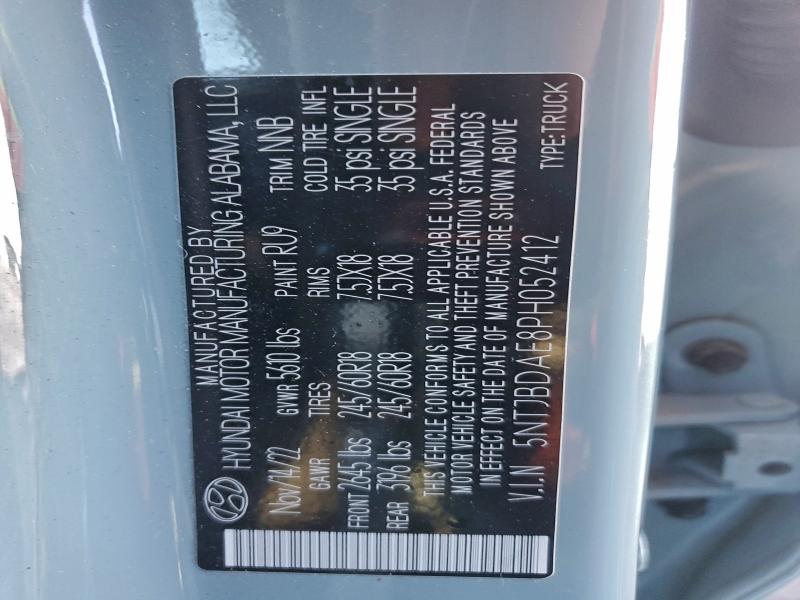 MANUFACTURED BY
HYUNDAI MOTOR MANUFACTURING ALABAMA, LLC
Nov/14/22 GVWR 5610 lbs PAINT RU9 TRIM NNB
GAWR TIRES RIMS COLD TIRE INFL
FRONT 2645 lbs 245/60R18 7.5JX18 35 psi SINGLE
REAR 3196 lbs 245/60R18 7.5JX18 35 psi SINGLE
THIS VEHICLE CONFORMS TO ALL APPLICABLE U.S.A. FEDERAL
MOTOR VEHICLE SAFETY AND THEFT PREVENTION STANDARDS
IN EFFECT ON THE DATE OF MANUFACTURE SHOWN ABOVE
V.I.N 5NTJBDAE8PH052412 TYPE:TRUCK